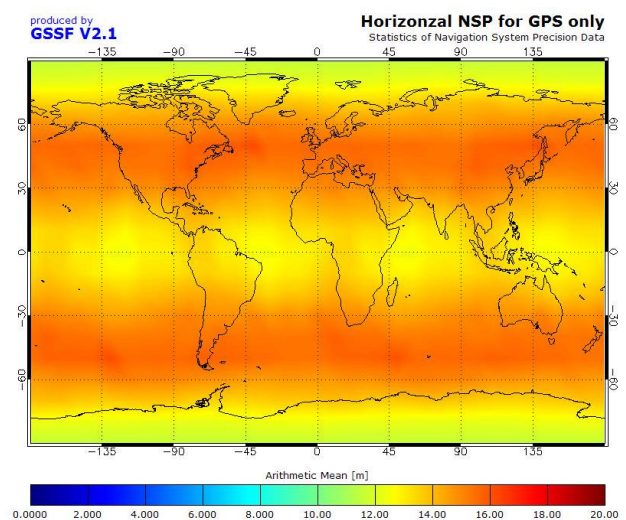 produced by
GSSF V2.1
Horizonzal NSP for GPS only
Statistics of Navigation System Precision Data
−135 −90 −45 0 45 90 135
60 60
30 30
0 0
−30 −30
−60 −60
−135 −90 −45 0 45 90 135
Arithmetic Mean [m]
0.0000 2.000 4.000 6.000 8.000 10.00 12.00 14.00 16.00 18.00 20.00